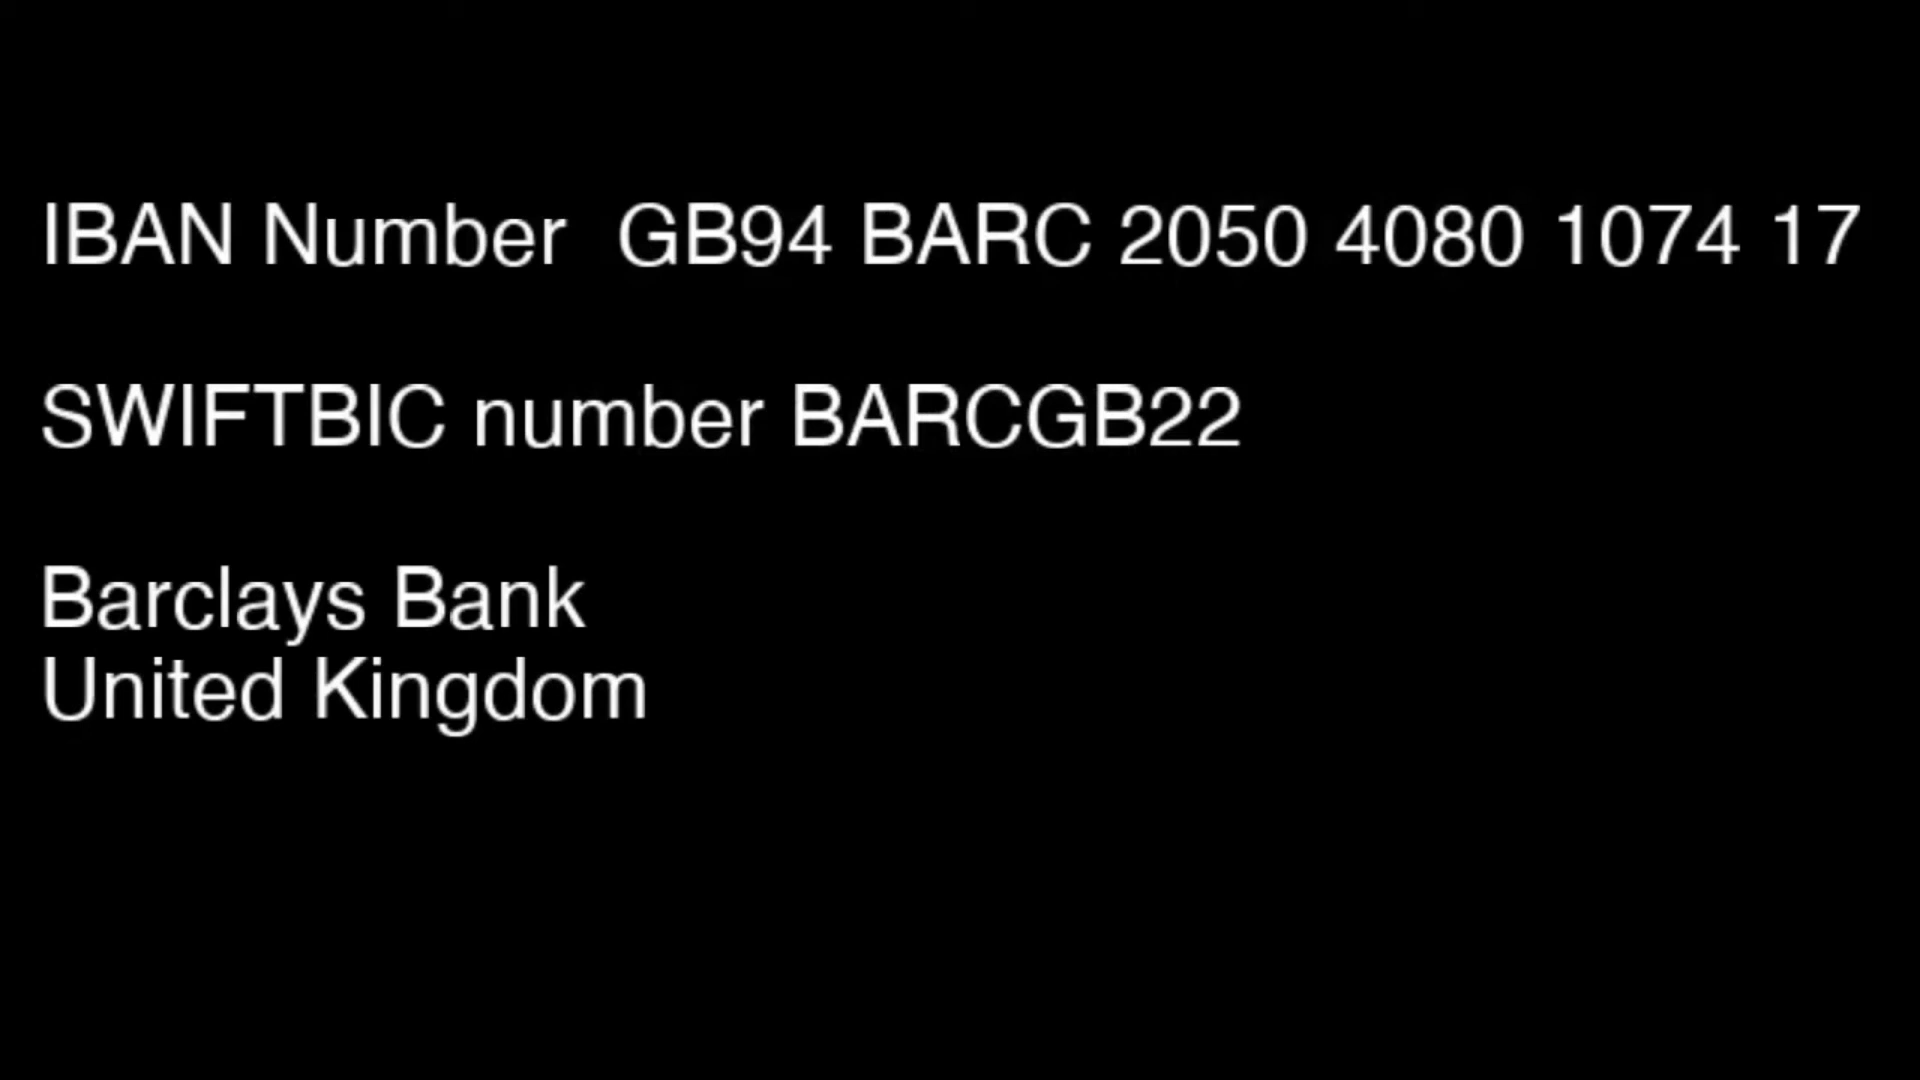 IBAN Number  GB94 BARC 2050 4080 1074 17
SWIFTBIC number BARCGB22
Barclays Bank
United Kingdom